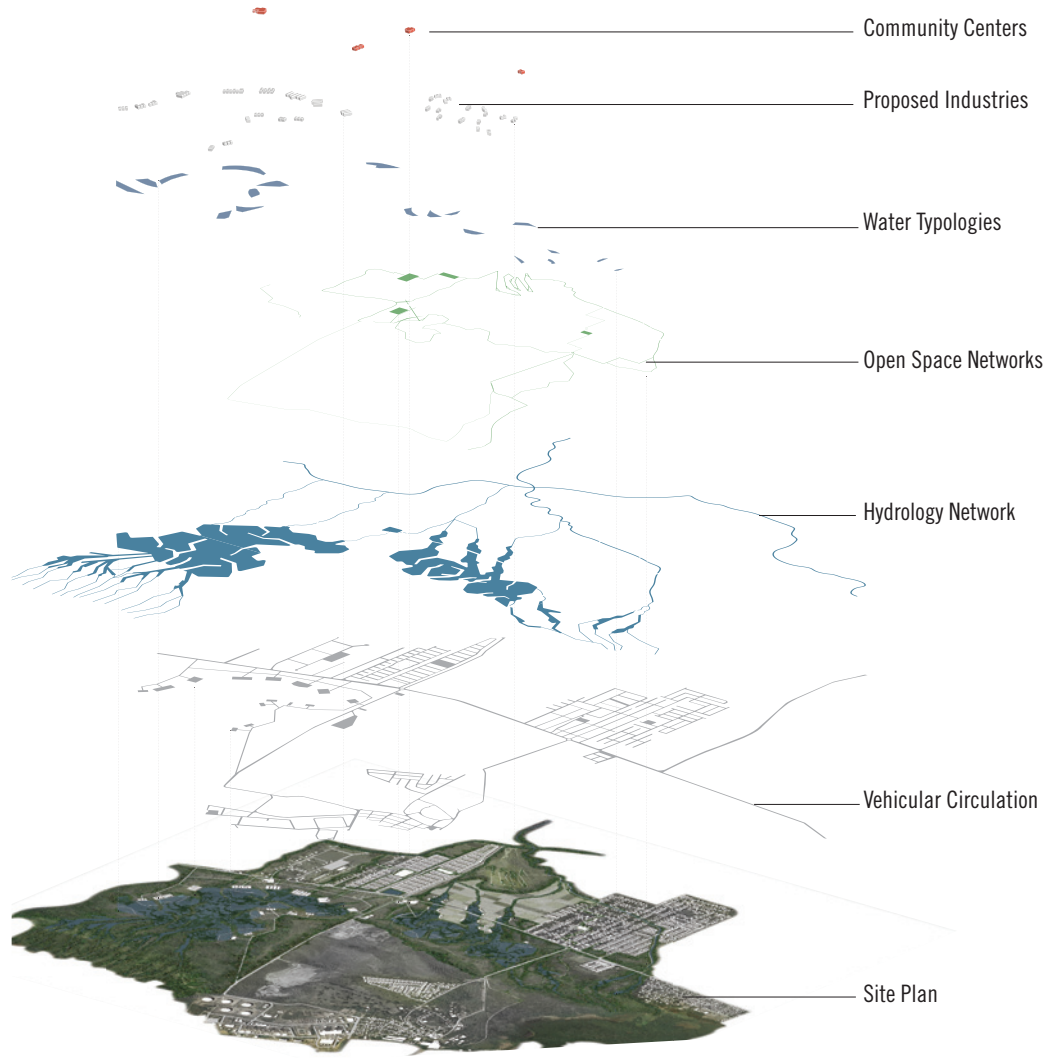 Community Centers
Proposed Industries
Water Typologies
Open Space Networks
Hydrology Network
Vehicular Circulation
Site Plan